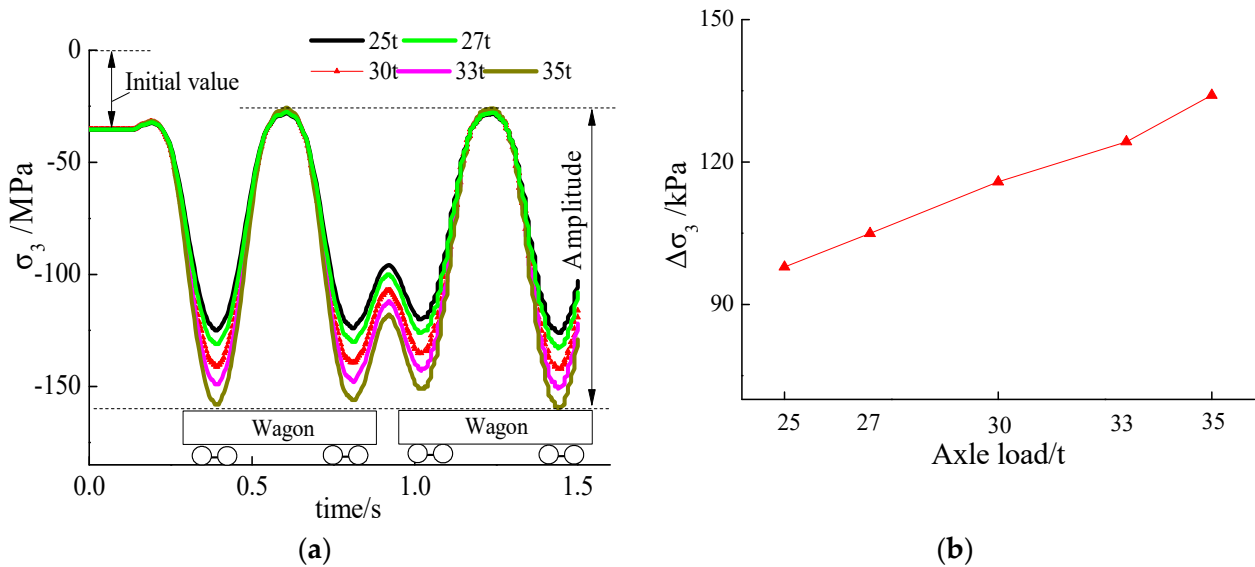 25t 27t
30t 33t 35t
0
-50
-100
-150
σ3 /MPa
Initial value
Amplitude
Wagon Wagon
0.0 0.5 1.0 1.5
time/s
(a)
150
120
90
Δσ3 /kPa
25 27 30 33 35
Axle load/t
(b)